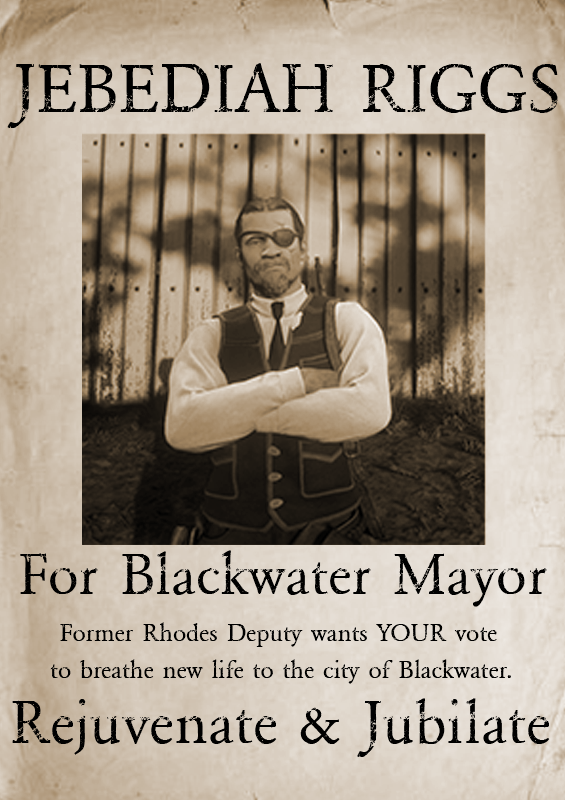 JEBEDIAH RIGGS
For Blackwater Mayor
Former Rhodes Deputy wants YOUR vote
to breathe new life to the city of Blackwater.
Rejuvenate & Jubilate